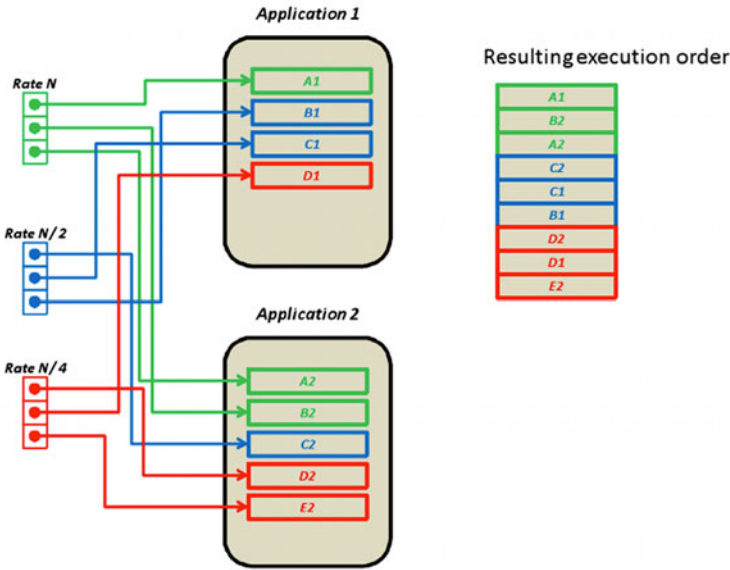 Application 1
Rate N
A1
B1
C1
D1
Rate N/2
Rate N/4
Application 2
A2
B2
C2
D2
E2
Resulting execution order
A1
B2
A2
C2
C1
B1
D2
D1
E2